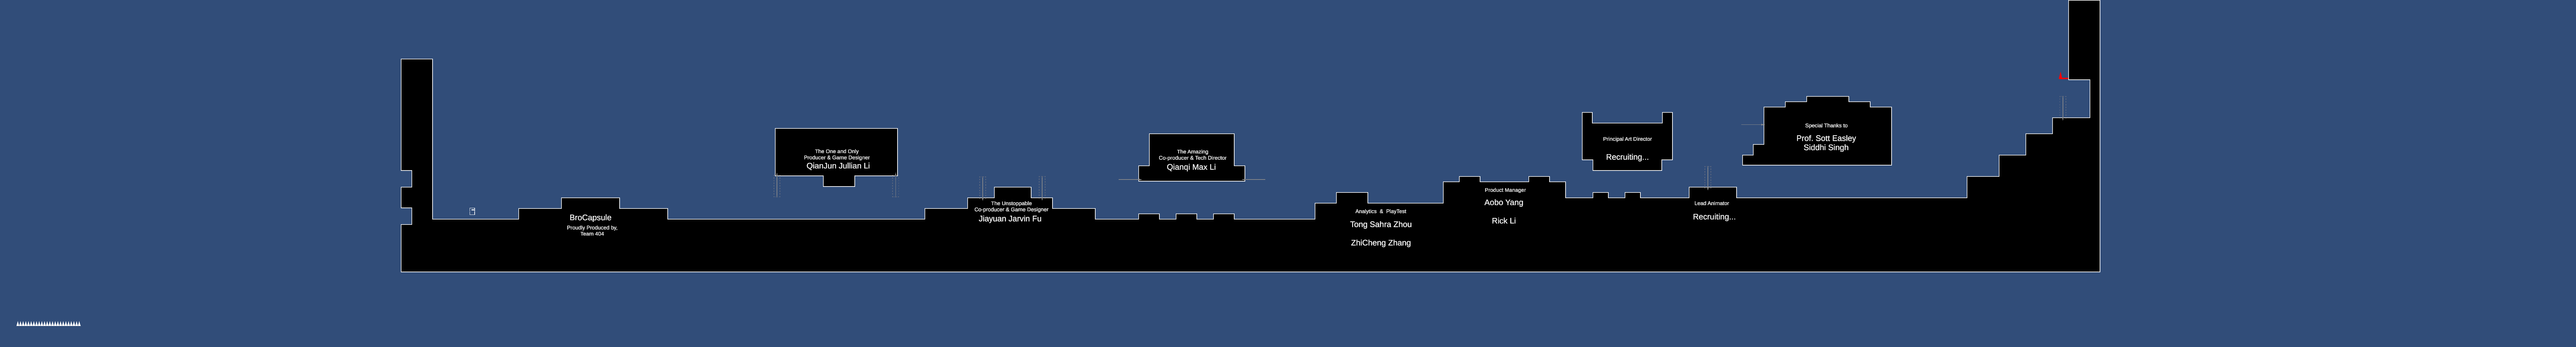 BroCapsule
Proudly Produced by,
Team 404
The One and Only
Producer & Game Designer
QianJun Jullian Li
The Unstoppable
Co-producer & Game Designer
Jiayuan Jarvin Fu
The Amazing
Co-producer & Tech Director
Qianqi Max Li
Analytics & PlayTest
Tong Sahra Zhou
ZhiCheng Zhang
Product Manager
Aobo Yang
Rick Li
Principal Art Director
Recruiting...
Lead Animator
Recruiting...
Special Thanks to
Prof. Sott Easley
Siddhi Singh